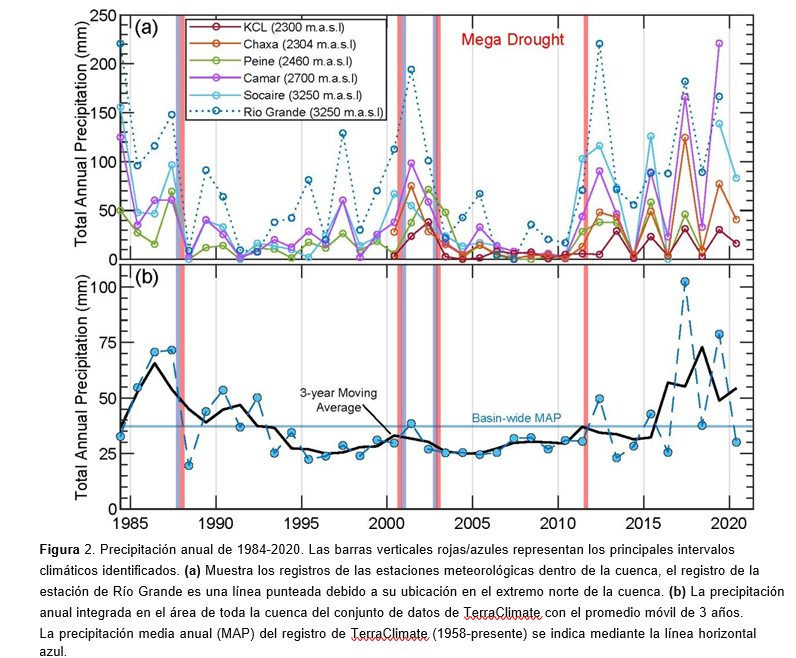 (a)
KCL (2300 m.a.s.l)
Chaxa (2304 m.a.s.l)
Peine (2460 m.a.s.l)
Camar (2700 m.a.s.l)
Socaire (3250 m.a.s.l)
Rio Grande (3250 m.a.s.l)
Mega Drought
Total Annual Precipitation (mm)
250
200
150
100
50
0
(b)
3-year Moving
Average
Basin-wide MAP
Total Annual Precipitation (mm)
100
75
50
25
0
1985 1990 1995 2000 2005 2010 2015 2020
Figura 2. Precipitación anual de 1984-2020. Las barras verticales rojas/azules representan los principales intervalos
climáticos identificados. (a) Muestra los registros de las estaciones meteorológicas dentro de la cuenca, el registro de la
estación de Río Grande es una línea punteada debido a su ubicación en el extremo norte de la cuenca. (b) La precipitación
anual integrada en el área de toda la cuenca del conjunto de datos de TerraClimate con el promedio móvil de 3 años.
La precipitación media anual (MAP) del registro de TerraClimate (1958-presente) se indica mediante la línea horizontal
azul.